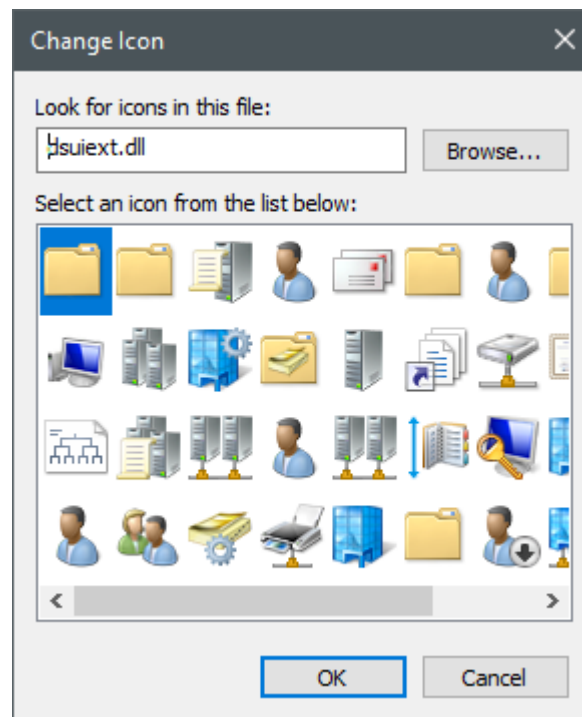 Change Icon
Look for icons in this file:
dsuiext.dll
Browse...
Select an icon from the list below:
OK
Cancel